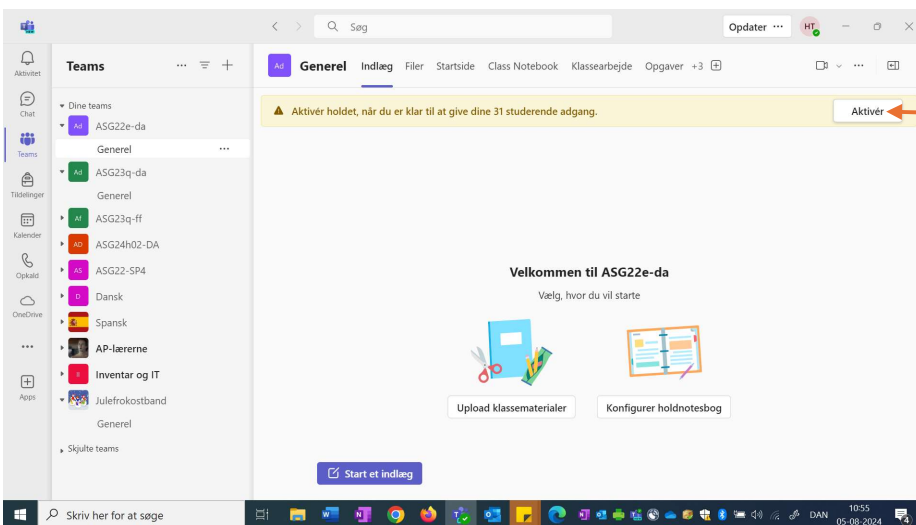 Søg
Opdater
HT
Aktivitet
Chat
Teams
Tildelinger
Kalender
Opkald
OneDrive
Apps
Teams
Dine teams
Ad ASG22e-da
Generel
Ad ASG23q-da
Generel
Af ASG23q-ff
AD ASG24h02-DA
AS ASG22-SP4
D Dansk
Spansk
AP-lærerne
Inventar og IT
Julefrokostband
Generel
Skjulte teams
Ad Generel Indlæg Filer Startside Class Notebook Klassearbejde Opgaver +3
Aktivér holdet, når du er klar til at give dine 31 studerende adgang. Aktivér
Velkommen til ASG22e-da
Vælg, hvor du vil starte
Upload klassematerialer Konfigurer holdnotesbog
Start et indlæg
Skriv her for at søge
DAN
10:55
05-08-2024